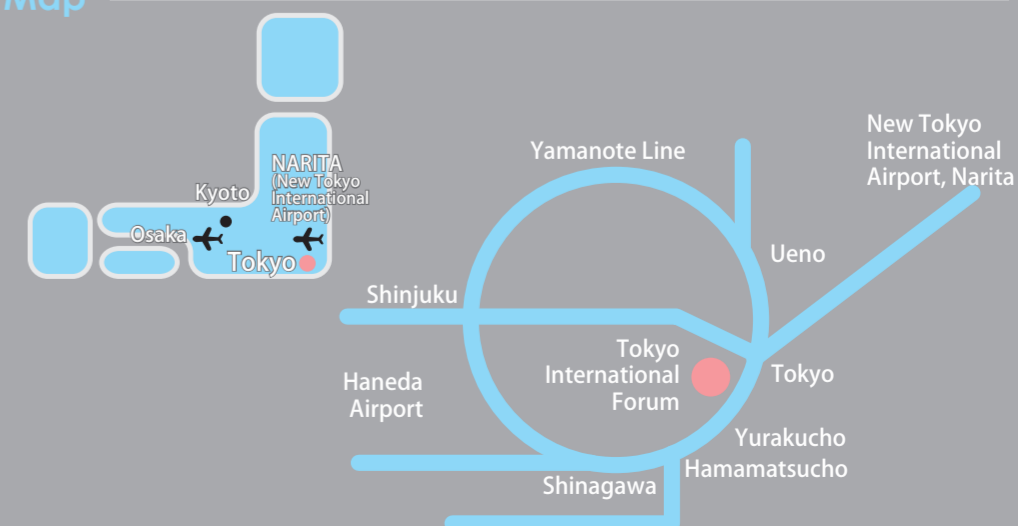 Map
NARITA
(New Tokyo
International
Airport)
Kyoto
Osaka
Tokyo
Yamanote Line
New Tokyo
International
Airport, Narita
Ueno
Shinjuku
Tokyo
International
Forum
Tokyo
Haneda
Airport
Yurakucho
Hamamatsucho
Shinagawa